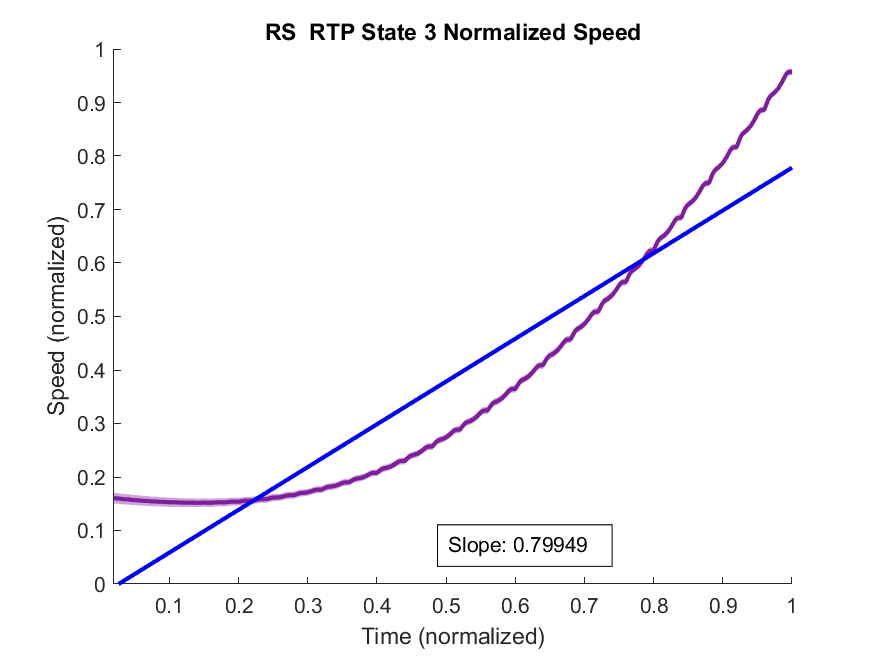 RS  RTP State 3 Normalized Speed
1
0.9
0.8
0.7
0.6
0.5
0.4
0.3
0.2
0.1
0
Speed (normalized)
Slope: 0.79949
0.1 0.2 0.3 0.4 0.5 0.6 0.7 0.8 0.9 1
Time (normalized)